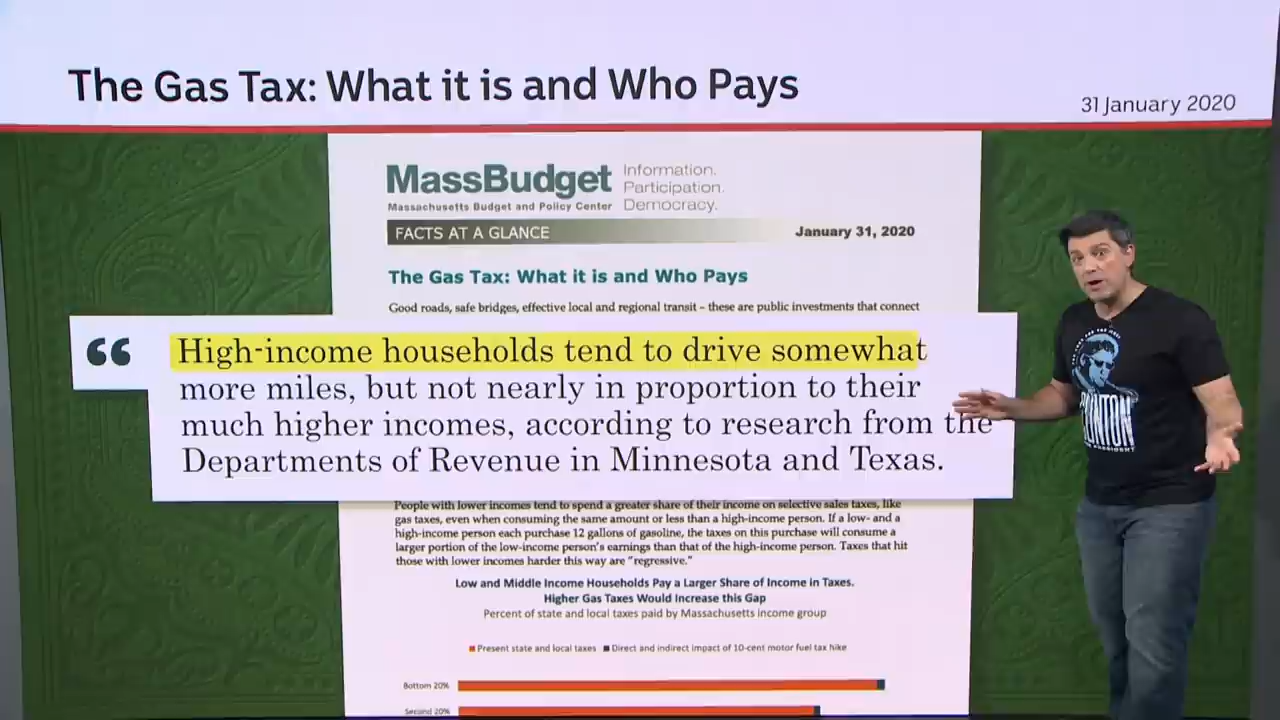 The Gas Tax: What it is and Who Pays
31 January 2020
MassBudget
Information.
Participation.
Democracy.
Massachusetts Budget and Policy Center
FACTS AT A GLANCE
January 31, 2020
The Gas Tax: What it is and Who Pays
Good roads, safe bridges, effective local and regional transit – these are public investments that connect
“
High-income households tend to drive somewhat
more miles, but not nearly in proportion to their
much higher incomes, according to research from the
Departments of Revenue in Minnesota and Texas.
People with lower incomes tend to spend a greater share of their income on selective sales taxes, like
gas taxes, even when consuming the same amount or less than a high-income person. If a low- and a
high-income person each purchase 12 gallons of gasoline, the taxes on this purchase will consume a
larger portion of the low-income person's earnings than that of the high-income person. Taxes that hit
those with lower incomes harder this way are "regressive."
Low and Middle Income Households Pay a Larger Share of Income in Taxes.
Higher Gas Taxes Would Increase this Gap
Percent of state and local taxes paid by Massachusetts income group
Present state and local taxes
Direct and indirect impact of 10-cent motor fuel tax hike
Bottom 20%
Second 20%